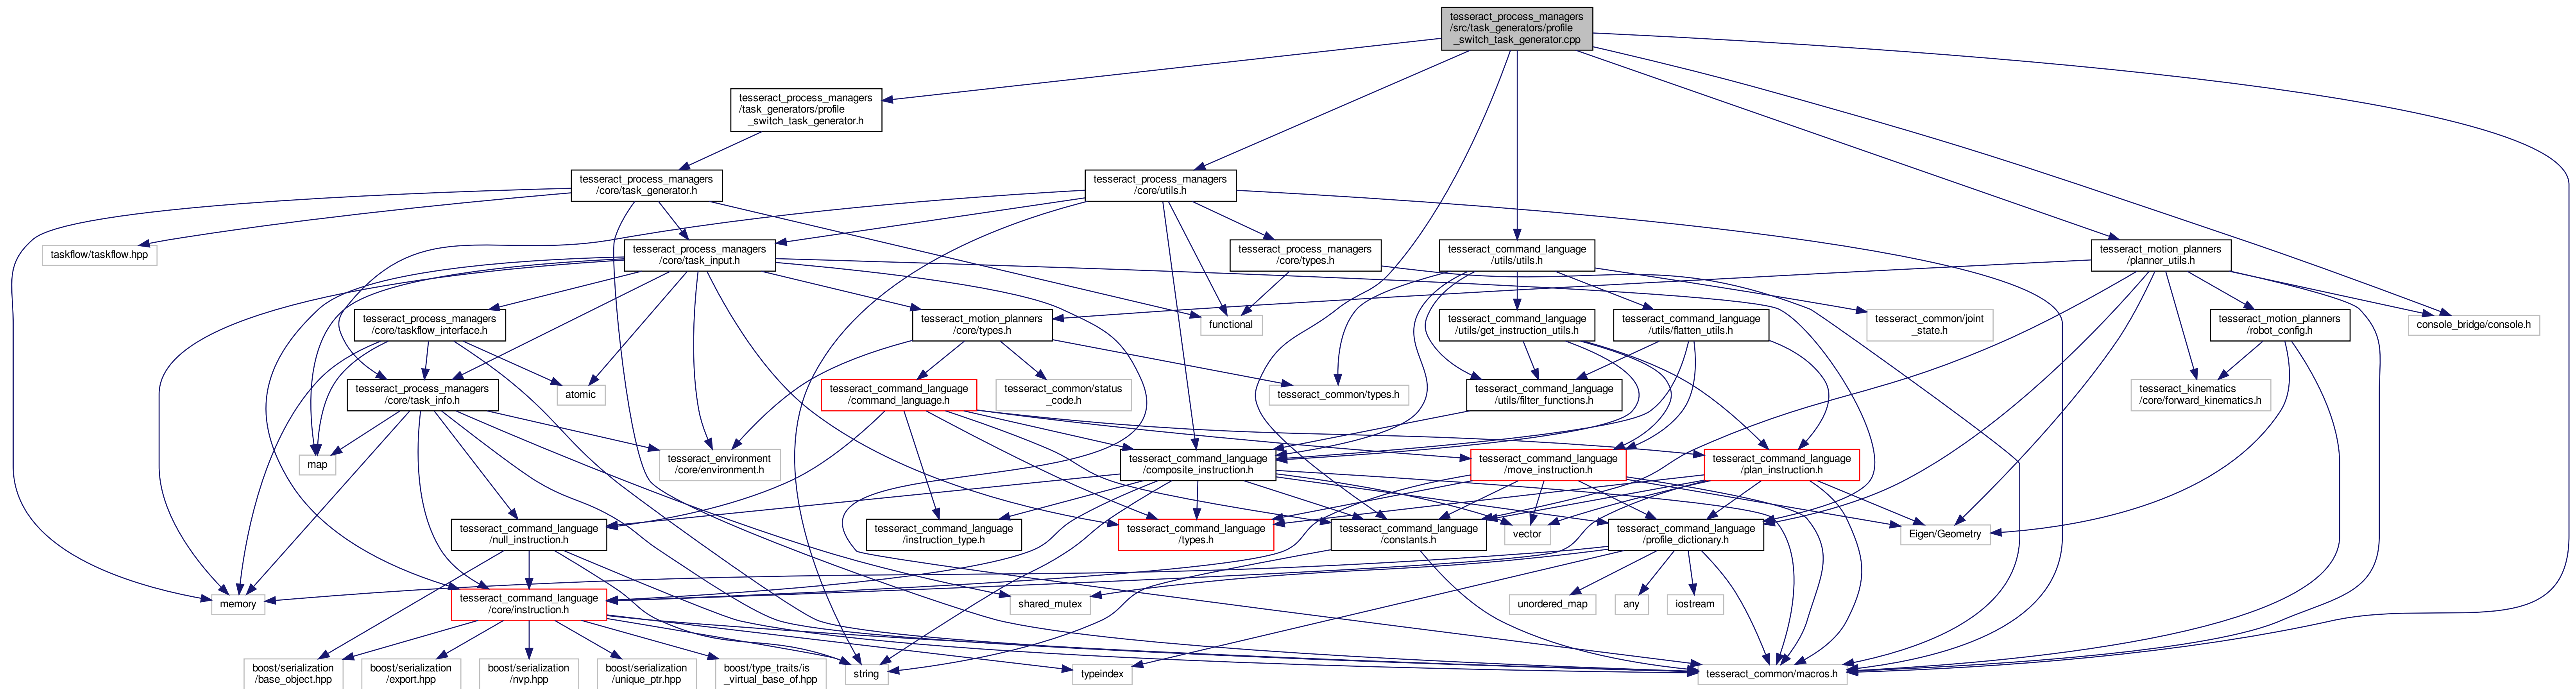 tesseract_process_managers
/src/task_generators/profile
_switch_task_generator.cpp
tesseract_process_managers
/task_generators/profile
_switch_task_generator.h
tesseract_process_managers
/core/task_generator.h
tesseract_process_managers
/core/utils.h
taskflow/taskflow.hpp
tesseract_process_managers
/core/task_input.h
tesseract_process_managers
/core/types.h
tesseract_command_language
/utils/utils.h
tesseract_motion_planners
/planner_utils.h
tesseract_process_managers
/core/taskflow_interface.h
tesseract_motion_planners
/core/types.h
functional
tesseract_command_language
/utils/get_instruction_utils.h
tesseract_command_language
/utils/flatten_utils.h
tesseract_common/joint
_state.h
tesseract_motion_planners
/robot_config.h
console_bridge/console.h
tesseract_process_managers
/core/task_info.h
atomic
tesseract_command_language
/command_language.h
tesseract_common/status
_code.h
tesseract_common/types.h
tesseract_command_language
/utils/filter_functions.h
tesseract_kinematics
/core/forward_kinematics.h
map
tesseract_environment
/core/environment.h
tesseract_command_language
/composite_instruction.h
tesseract_command_language
/move_instruction.h
tesseract_command_language
/plan_instruction.h
tesseract_command_language
/null_instruction.h
tesseract_command_language
/instruction_type.h
tesseract_command_language
/types.h
tesseract_command_language
/constants.h
vector
tesseract_command_language
/profile_dictionary.h
Eigen/Geometry
memory
tesseract_command_language
/core/instruction.h
shared_mutex
unordered_map
any
iostream
boost/serialization
/base_object.hpp
boost/serialization
/export.hpp
boost/serialization
/nvp.hpp
boost/serialization
/unique_ptr.hpp
boost/type_traits/is
_virtual_base_of.hpp
string
typeindex
tesseract_common/macros.h